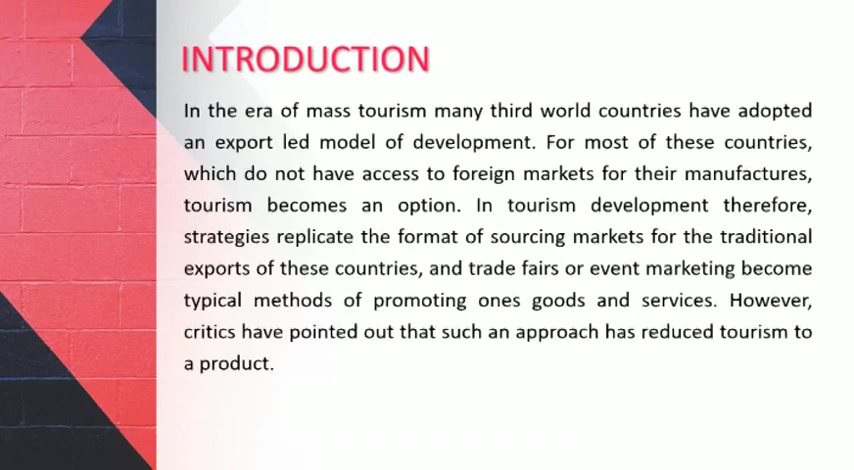 INTRODUCTION
In the era of mass tourism many third world countries have adopted
an export led model of development. For most of these countries,
which do not have access to foreign markets for their manufactures,
tourism becomes an option. In tourism development therefore,
strategies replicate the format of sourcing markets for the traditional
exports of these countries, and trade fairs or event marketing become
typical methods of promoting ones goods and services. However,
critics have pointed out that such an approach has reduced tourism to
a product.